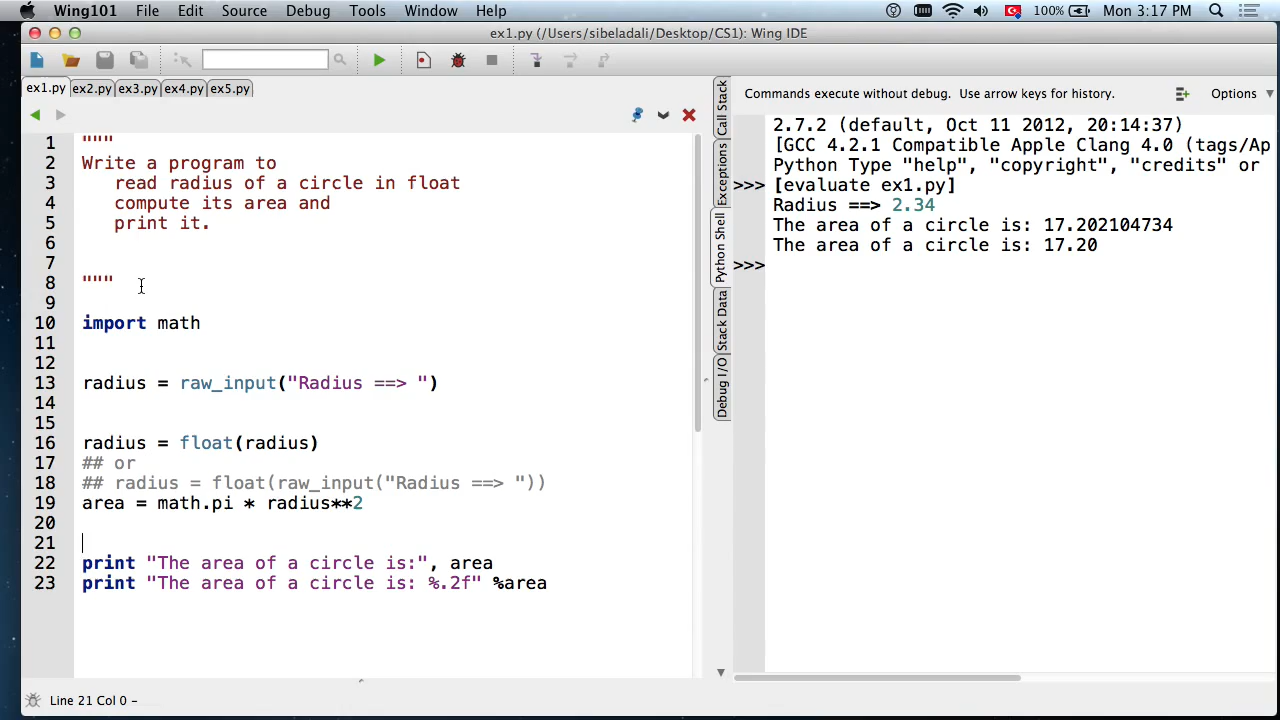 Wing101 File Edit Source Debug Tools Window Help 100% Mon 3:17 PM
ex1.py (/Users/sibeladali/Desktop/CS1): Wing IDE
ex1.py ex2.py ex3.py ex4.py ex5.py
1 """
2 Write a program to
3 read radius of a circle in float
4 compute its area and
5 print it.
6
7
8 """
9
10 import math
11
12
13 radius = raw_input("Radius ==> ")
14
15
16 radius = float(radius)
17 ## or
18 ## radius = float(raw_input("Radius ==> "))
19 area = math.pi * radius**2
20
21
22 print "The area of a circle is:", area
23 print "The area of a circle is: %.2f" %area
Line 21 Col 0 -
Call Stack
Exceptions
Python Shell
Stack Data
Debug I/O
Commands execute without debug. Use arrow keys for history. Options
2.7.2 (default, Oct 11 2012, 20:14:37)
[GCC 4.2.1 Compatible Apple Clang 4.0 (tags/Ap
Python Type "help", "copyright", "credits" or
>>> [evaluate ex1.py]
Radius ==> 2.34
The area of a circle is: 17.202104734
The area of a circle is: 17.20
>>>